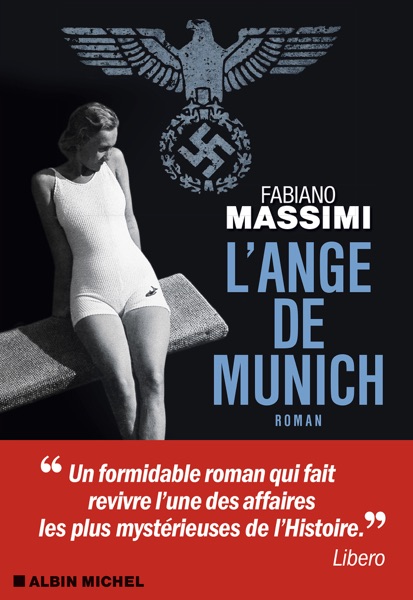 FABIANO
MASSIMI
L’ANGE
DE
MUNICH
ROMAN
“ Un formidable roman qui fait
revivre l’une des affaires
les plus mystérieuses de l’Histoire.”
Libero
ALBIN MICHEL